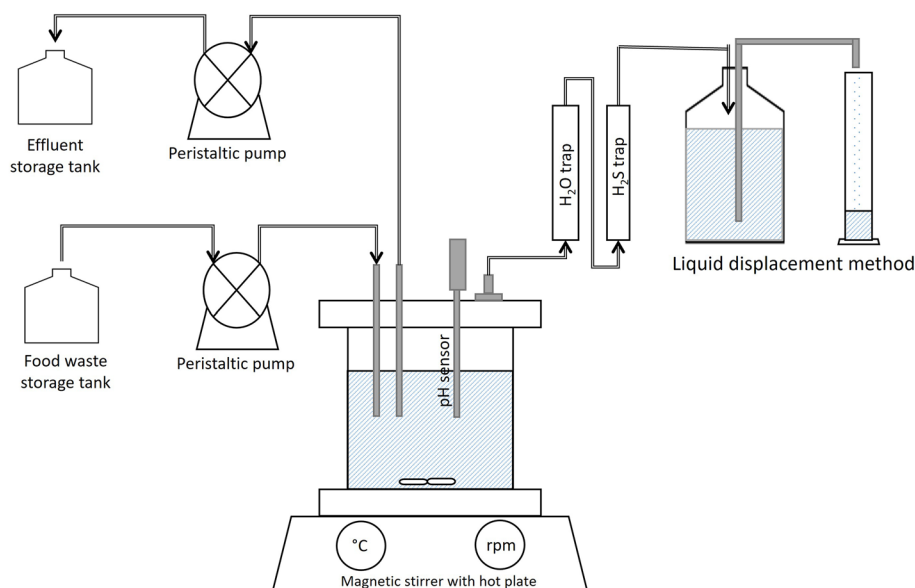 Effluent
storage tank
Peristaltic pump
H₂O trap
H₂S trap
Liquid displacement method
Food waste
storage tank
Peristaltic pump
pH sensor
°C
rpm
Magnetic stirrer with hot plate